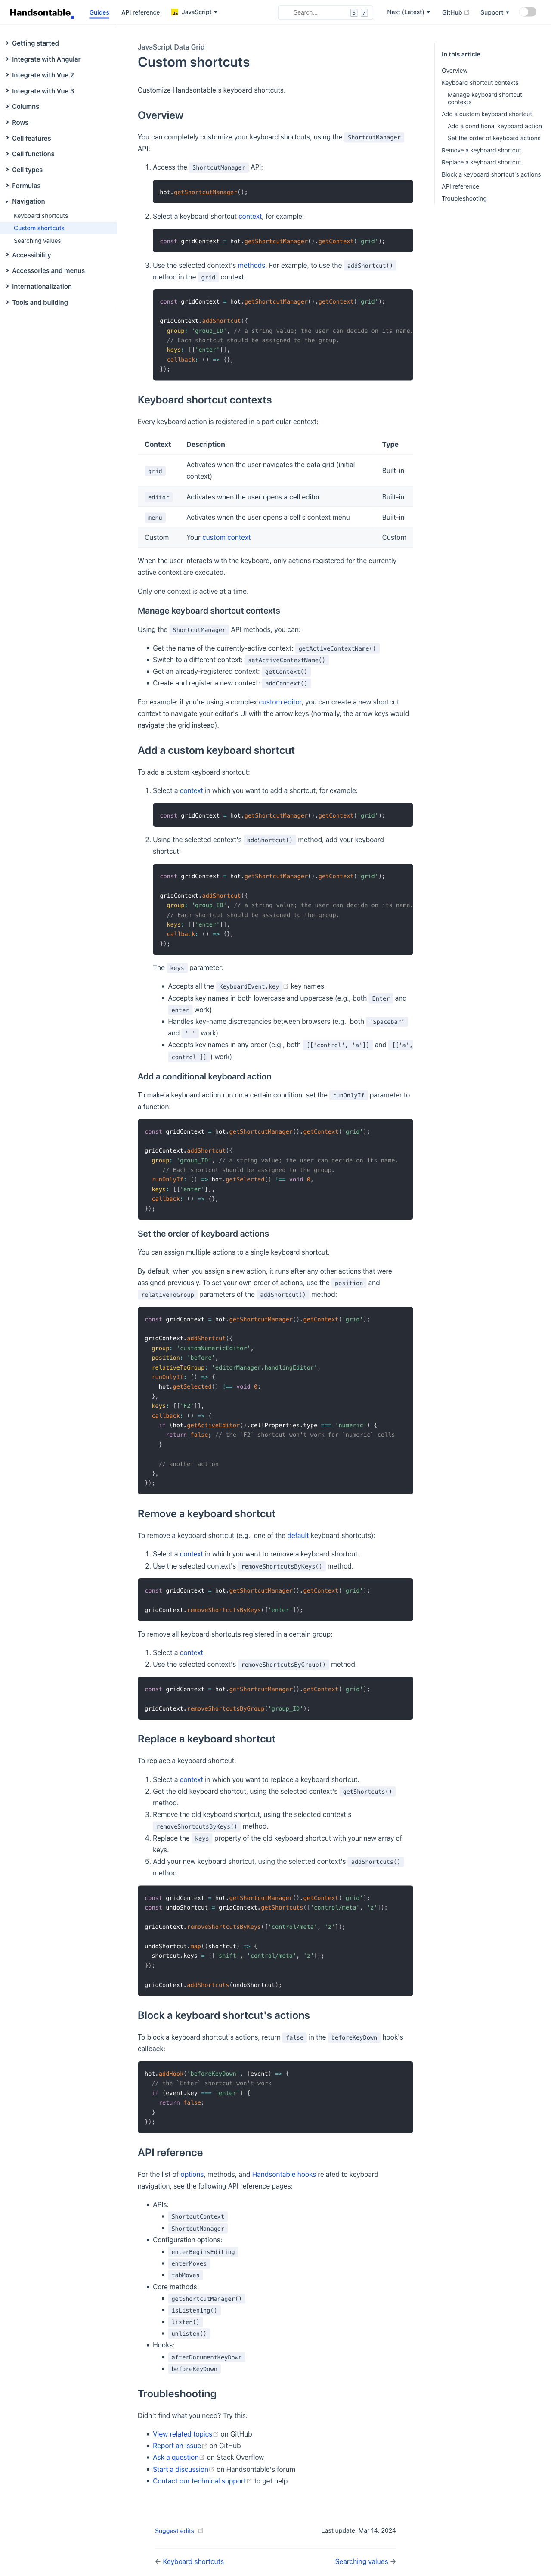 Handsontable
Guides
API reference
JS JavaScript
Search...
S /
Next (Latest)
GitHub
Support
Getting started
Integrate with Angular
Integrate with Vue 2
Integrate with Vue 3
Columns
Rows
Cell features
Cell functions
Cell types
Formulas
Navigation
Keyboard shortcuts
Custom shortcuts
Searching values
Accessibility
Accessories and menus
Internationalization
Tools and building
In this article
Overview
Keyboard shortcut contexts
Manage keyboard shortcut
contexts
Add a custom keyboard shortcut
Add a conditional keyboard action
Set the order of keyboard actions
Remove a keyboard shortcut
Replace a keyboard shortcut
Block a keyboard shortcut's actions
API reference
Troubleshooting
JavaScript Data Grid
Custom shortcuts
Customize Handsontable's keyboard shortcuts.
Overview
You can completely customize your keyboard shortcuts, using the ShortcutManager
API:
1. Access the ShortcutManager API:
hot.getShortcutManager();
2. Select a keyboard shortcut context, for example:
const gridContext = hot.getShortcutManager().getContext('grid');
3. Use the selected context's methods. For example, to use the addShortcut()
method in the grid context:
const gridContext = hot.getShortcutManager().getContext('grid');
gridContext.addShortcut({
group: 'group_ID', // a string value; the user can decide on its name.
// Each shortcut should be assigned to the group.
keys: [['enter']],
callback: () => {},
});
Keyboard shortcut contexts
Every keyboard action is registered in a particular context:
Context Description Type
grid Activates when the user navigates the data grid (initial
context) Built-in
editor Activates when the user opens a cell editor Built-in
menu Activates when the user opens a cell's context menu Built-in
Custom Your custom context Custom
When the user interacts with the keyboard, only actions registered for the currently-
active context are executed.
Only one context is active at a time.
Manage keyboard shortcut contexts
Using the ShortcutManager API methods, you can:
• Get the name of the currently-active context: getActiveContextName()
• Switch to a different context: setActiveContextName()
• Get an already-registered context: getContext()
• Create and register a new context: addContext()
For example: if you're using a complex custom editor, you can create a new shortcut
context to navigate your editor's UI with the arrow keys (normally, the arrow keys would
navigate the grid instead).
Add a custom keyboard shortcut
To add a custom keyboard shortcut:
1. Select a context in which you want to add a shortcut, for example:
const gridContext = hot.getShortcutManager().getContext('grid');
2. Using the selected context's addShortcut() method, add your keyboard
shortcut:
const gridContext = hot.getShortcutManager().getContext('grid');
gridContext.addShortcut({
group: 'group_ID', // a string value; the user can decide on its name.
// Each shortcut should be assigned to the group.
keys: [['enter']],
callback: () => {},
});
The keys parameter:
• Accepts all the KeyboardEvent.key key names.
• Accepts key names in both lowercase and uppercase (e.g., both Enter and
enter work)
• Handles key-name discrepancies between browsers (e.g., both 'Spacebar'
and ' ' work)
• Accepts key names in any order (e.g., both [['control', 'a']] and [['a',
'control']] ) work)
Add a conditional keyboard action
To make a keyboard action run on a certain condition, set the runOnlyIf parameter to
a function:
const gridContext = hot.getShortcutManager().getContext('grid');
gridContext.addShortcut({
group: 'group_ID', // a string value; the user can decide on its name.
// Each shortcut should be assigned to the group.
runOnlyIf: () => hot.getSelected() !== void 0,
keys: [['enter']],
callback: () => {},
});
Set the order of keyboard actions
You can assign multiple actions to a single keyboard shortcut.
By default, when you assign a new action, it runs after any other actions that were
assigned previously. To set your own order of actions, use the position and
relativeToGroup parameters of the addShortcut() method:
const gridContext = hot.getShortcutManager().getContext('grid');
gridContext.addShortcut({
group: 'customNumericEditor',
position: 'before',
relativeToGroup: 'editorManager.handlingEditor',
runOnlyIf: () => {
hot.getSelected() !== void 0;
},
keys: [['F2']],
callback: () => {
if (hot.getActiveEditor().cellProperties.type === 'numeric') {
return false; // the `F2` shortcut won't work for `numeric` cells
}
// another action
},
});
Remove a keyboard shortcut
To remove a keyboard shortcut (e.g., one of the default keyboard shortcuts):
1. Select a context in which you want to remove a keyboard shortcut.
2. Use the selected context's removeShortcutsByKeys() method.
const gridContext = hot.getShortcutManager().getContext('grid');
gridContext.removeShortcutsByKeys(['enter']);
To remove all keyboard shortcuts registered in a certain group:
1. Select a context.
2. Use the selected context's removeShortcutsByGroup() method.
const gridContext = hot.getShortcutManager().getContext('grid');
gridContext.removeShortcutsByGroup('group_ID');
Replace a keyboard shortcut
To replace a keyboard shortcut:
1. Select a context in which you want to replace a keyboard shortcut.
2. Get the old keyboard shortcut, using the selected context's getShortcuts()
method.
3. Remove the old keyboard shortcut, using the selected context's
removeShortcutsByKeys() method.
4. Replace the keys property of the old keyboard shortcut with your new array of
keys.
5. Add your new keyboard shortcut, using the selected context's addShortcuts()
method.
const gridContext = hot.getShortcutManager().getContext('grid');
const undoShortcut = gridContext.getShortcuts(['control/meta', 'z']);
gridContext.removeShortcutsByKeys(['control/meta', 'z']);
undoShortcut.map((shortcut) => {
shortcut.keys = [['shift', 'control/meta', 'z']];
});
gridContext.addShortcuts(undoShortcut);
Block a keyboard shortcut's actions
To block a keyboard shortcut's actions, return false in the beforeKeyDown hook's
callback:
hot.addHook('beforeKeyDown', (event) => {
// the `Enter` shortcut won't work
if (event.key === 'enter') {
return false;
}
});
API reference
For the list of options, methods, and Handsontable hooks related to keyboard
navigation, see the following API reference pages:
• APIs:
• ShortcutContext
• ShortcutManager
• Configuration options:
• enterBeginsEditing
• enterMoves
• tabMoves
• Core methods:
• getShortcutManager()
• isListening()
• listen()
• unlisten()
• Hooks:
• afterDocumentKeyDown
• beforeKeyDown
Troubleshooting
Didn't find what you need? Try this:
• View related topics on GitHub
• Report an issue on GitHub
• Ask a question on Stack Overflow
• Start a discussion on Handsontable's forum
• Contact our technical support to get help
Suggest edits
Last update: Mar 14, 2024
← Keyboard shortcuts
Searching values →